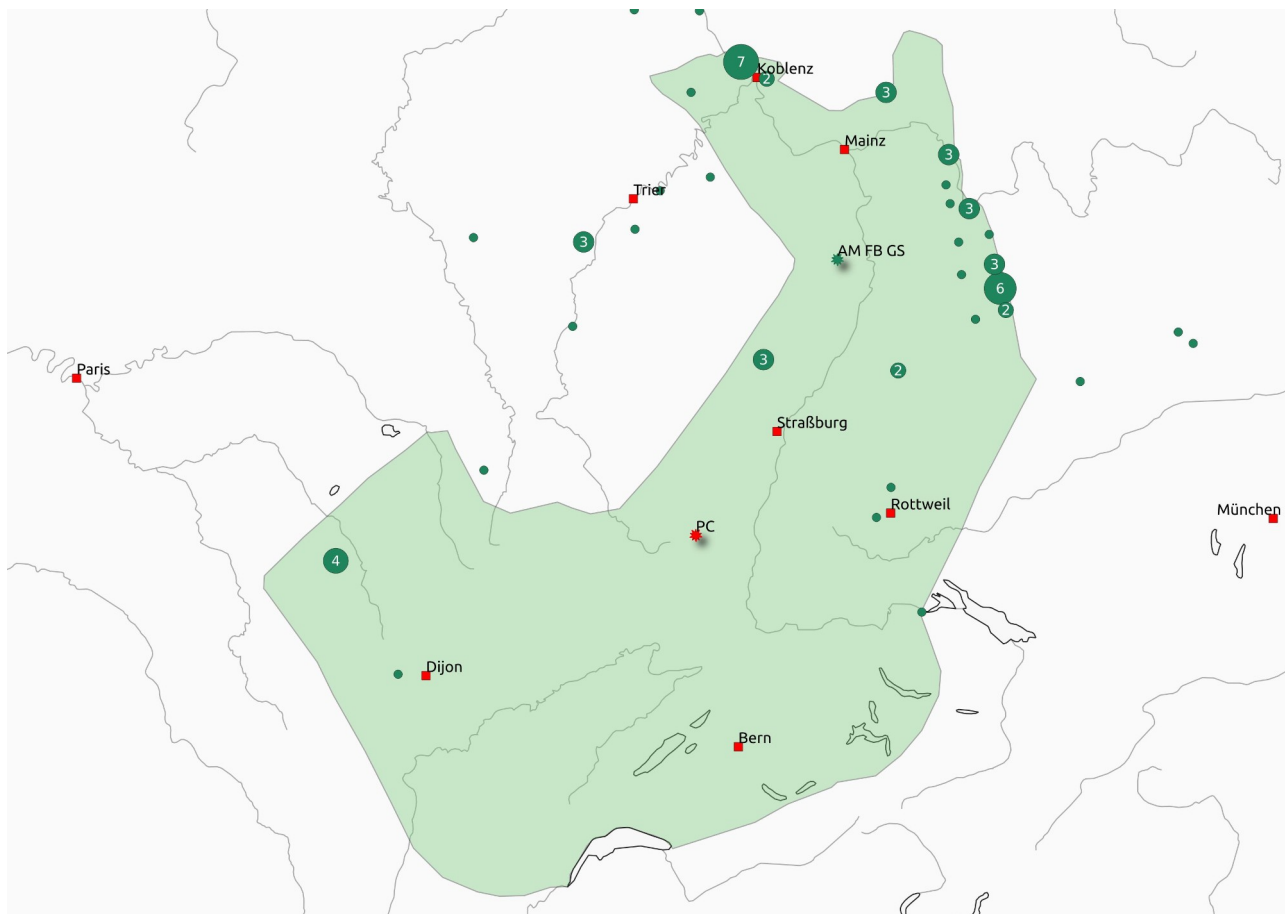 7
Koblenz
2
3
Mainz
3
Trier
3
3
AM FB GS
3
6
2
3
2
Paris
Straßburg
Rottweil
München
PC
4
Dijon
Bern